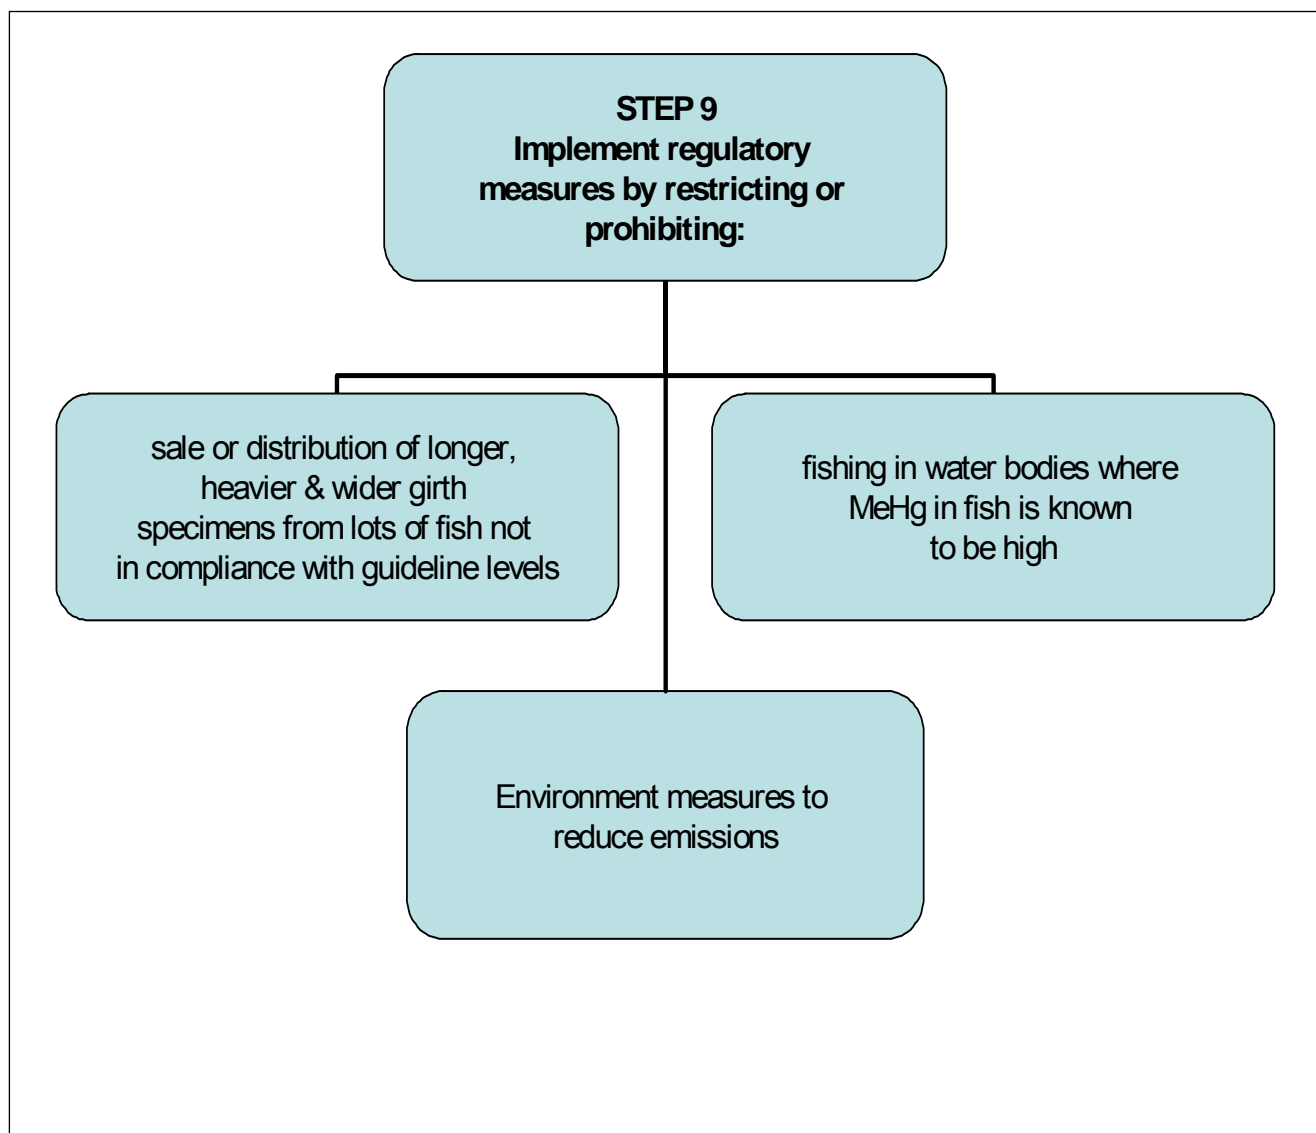 STEP 9
Implement regulatory
measures by restricting or
prohibiting:
sale or distribution of longer,
heavier & wider girth
specimens from lots of fish not
in compliance with guideline levels
fishing in water bodies where
MeHg in fish is known
to be high
Environment measures to
reduce emissions